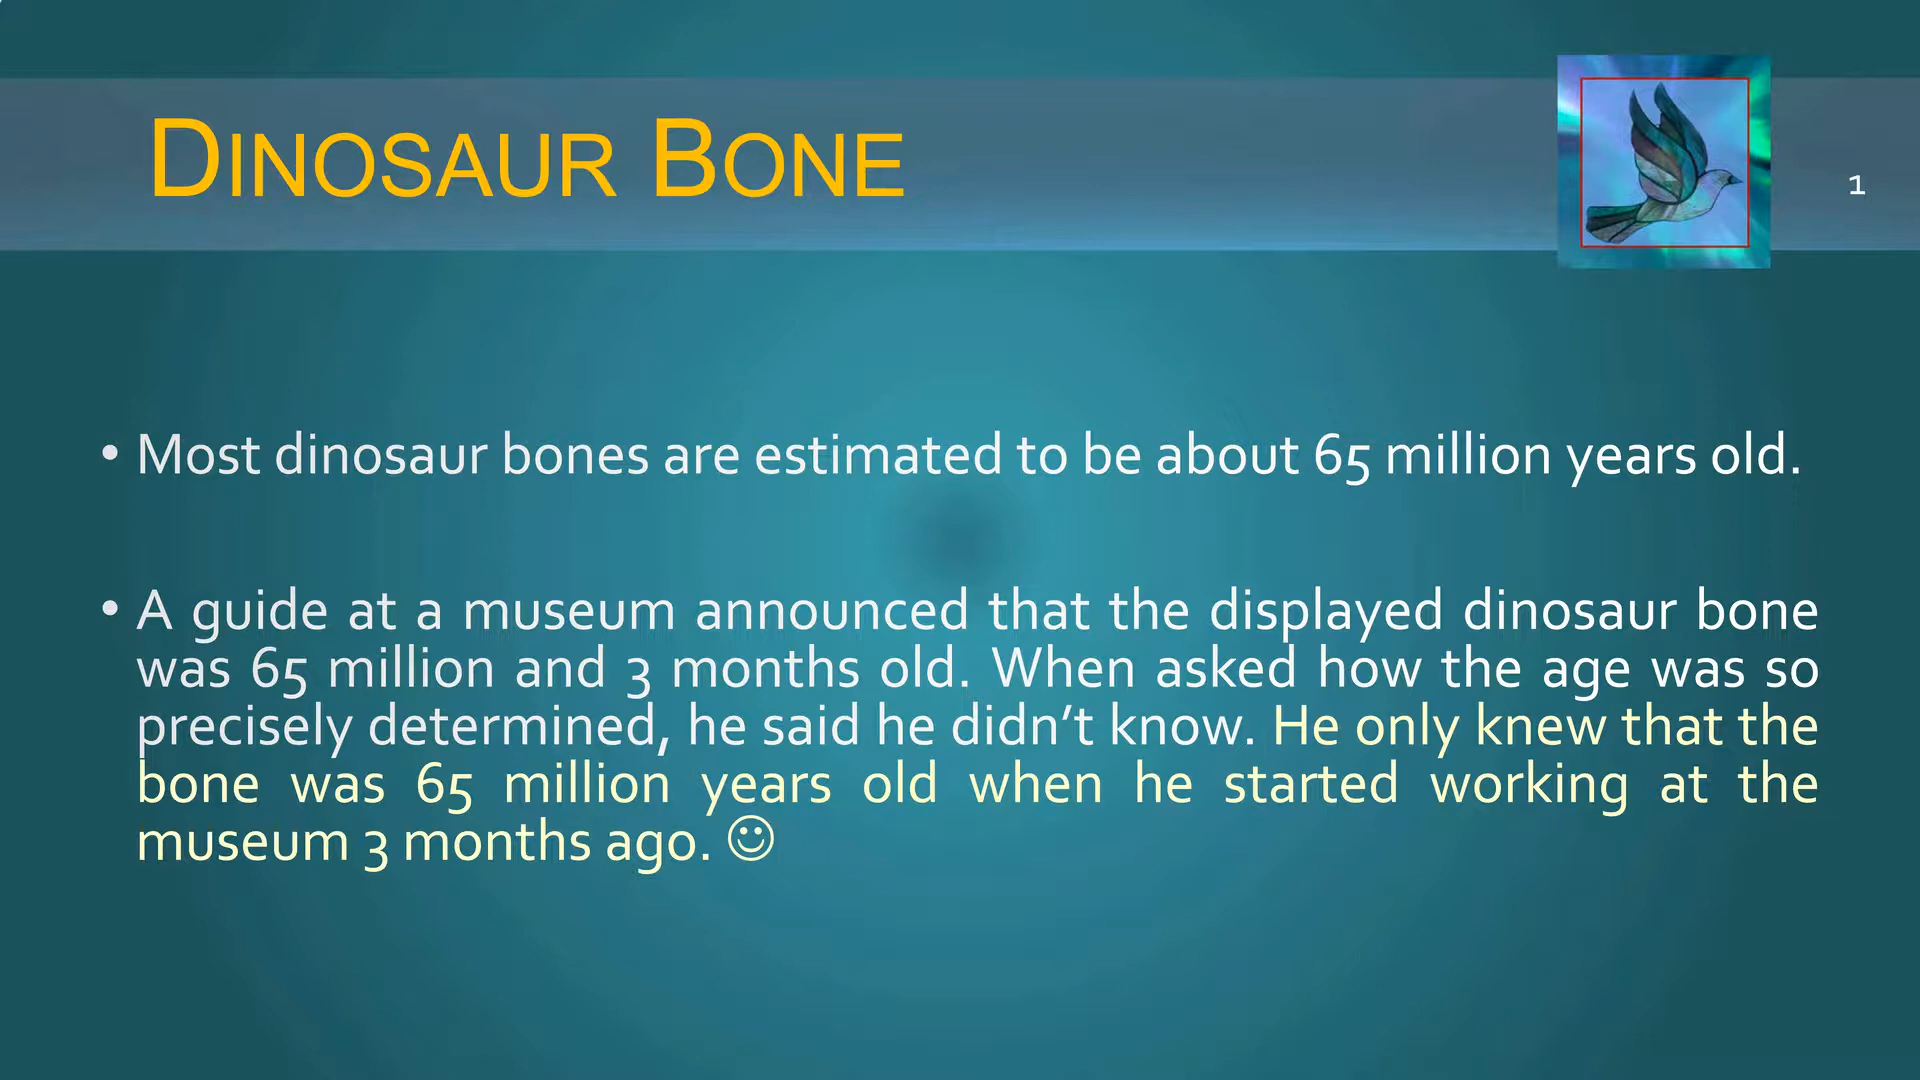 Dinosaur Bone
1
• Most dinosaur bones are estimated to be about 65 million years old.
• A guide at a museum announced that the displayed dinosaur bone
was 65 million and 3 months old. When asked how the age was so
precisely determined, he said he didn’t know. He only knew that the
bone was 65 million years old when he started working at the
museum 3 months ago. ☺